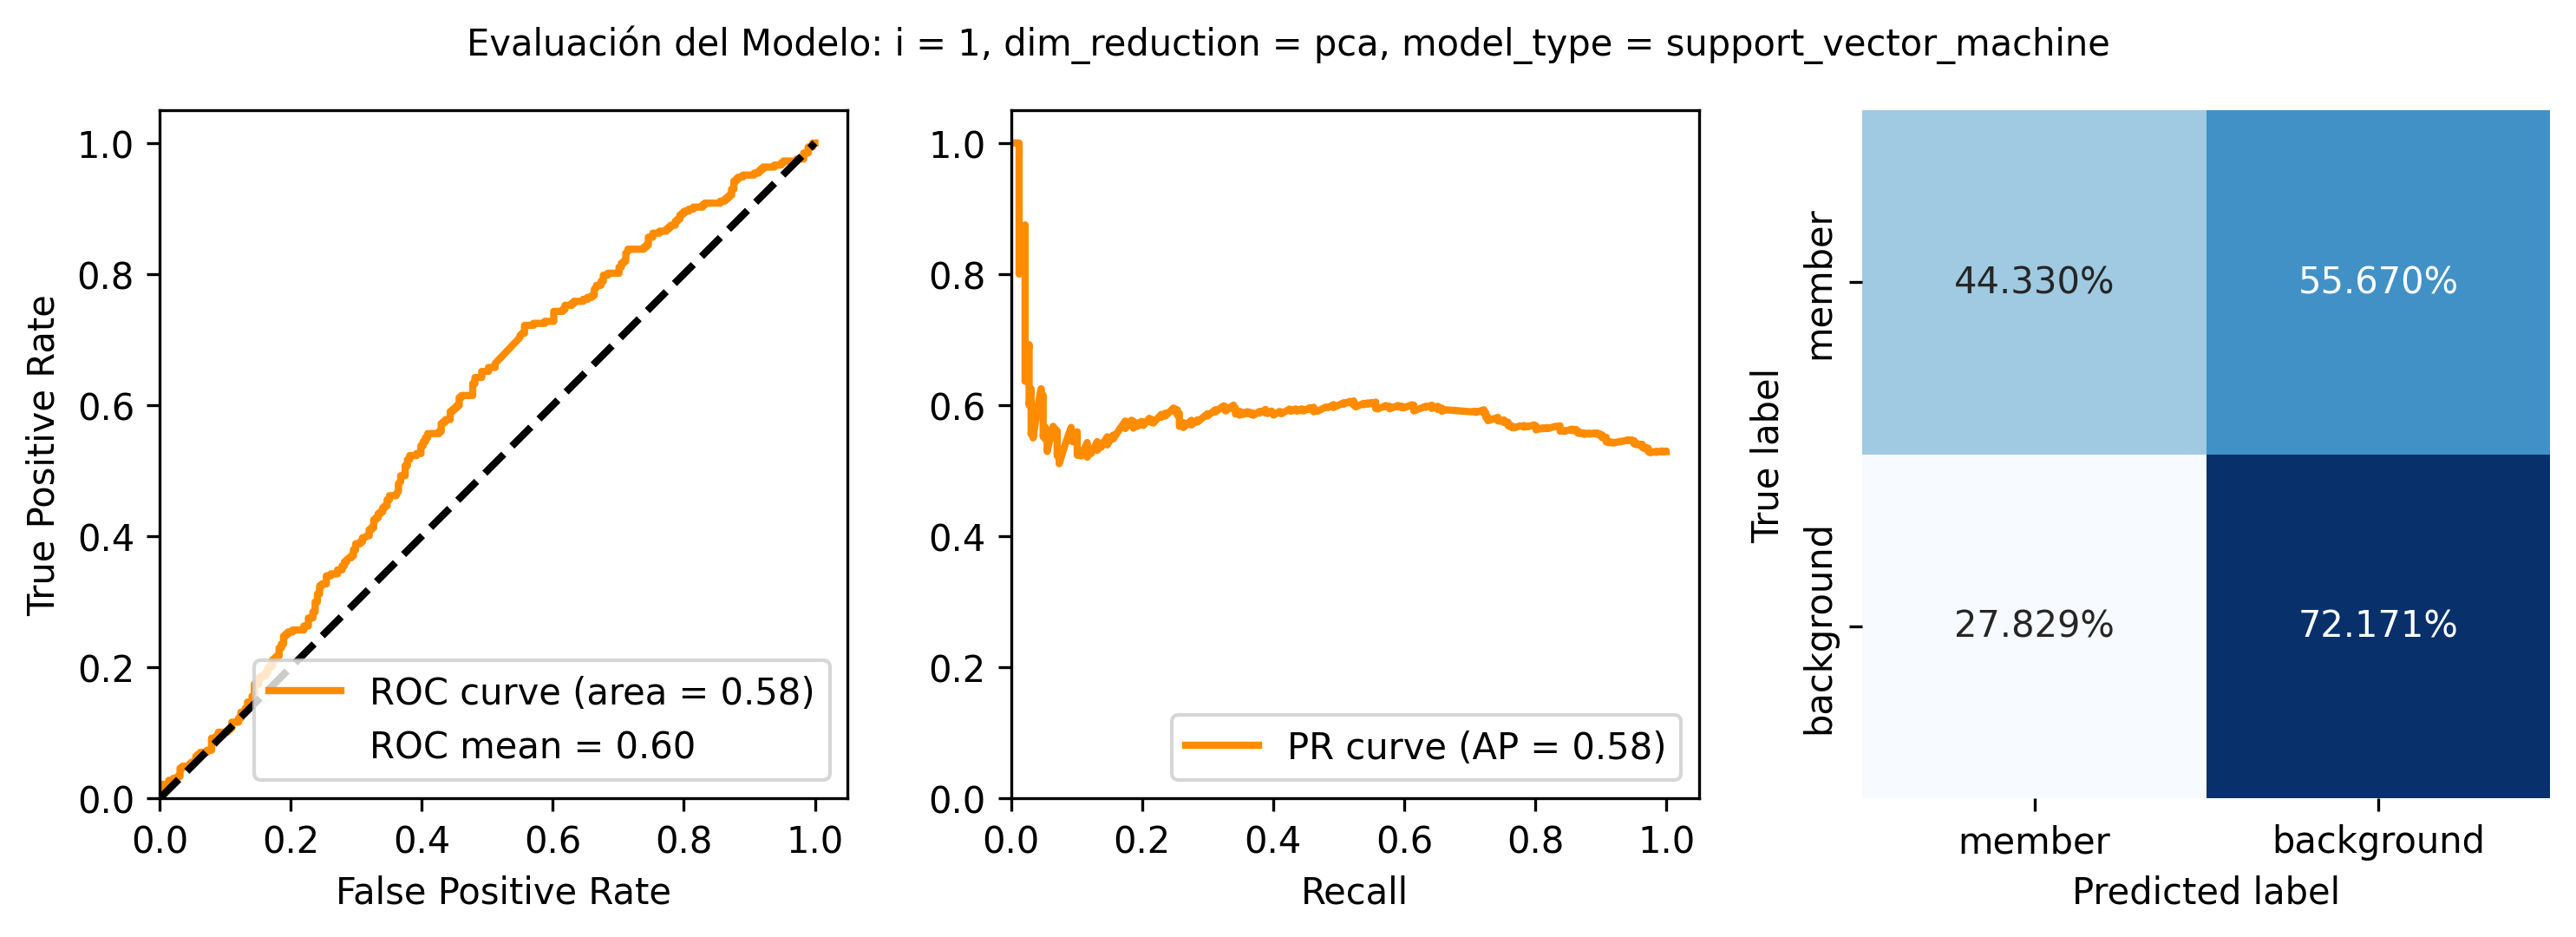 Evaluación del Modelo: i = 1, dim_reduction = pca, model_type = support_vector_machine
True Positive Rate
1.0
0.8
0.6
0.4
0.2
0.0
0.0 0.2 0.4 0.6 0.8 1.0
False Positive Rate
ROC curve (area = 0.58)
ROC mean = 0.60
1.0
0.8
0.6
0.4
0.2
0.0
0.0 0.2 0.4 0.6 0.8 1.0
Recall
PR curve (AP = 0.58)
True label
member
background
44.330% 55.670%
27.829% 72.171%
member background
Predicted label